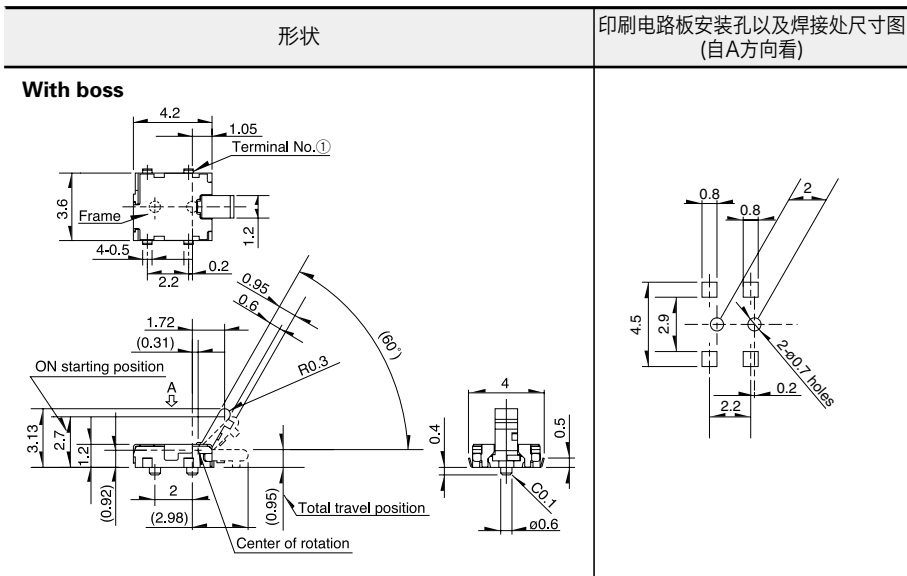 形状
印刷电路板安装孔以及焊接处尺寸图
(自A方向看)
With boss
4.2
1.05
Terminal No.①
3.6
Frame
1.2
4-0.5
0.2
2.2
0.95
0.6
1.72
(0.31)
(60°)
R0.3
ON starting position
A
3.13
2.7
1.2
(0.92)
2
(2.98)
(0.95)
Total travel position
Center of rotation
4
0.4
0.5
C0.1
ø0.6
0.8
2
0.8
4.5
2.9
2-ø0.7 holes
0.2
2.2